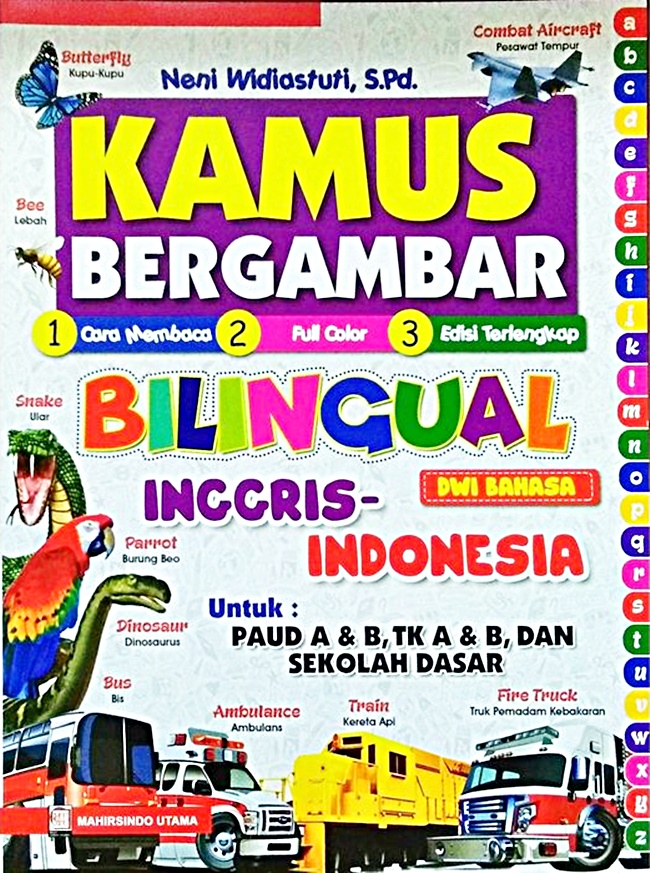 Butterfly
Kupu-Kupu
Combat Aircraft
Pesawat Tempur
Neni Widiastuti, S.Pd.
KAMUS
BERGAMBAR
Bee
Lebah
1 Cara Membaca 2 Full Color 3 Edisi Terlengkap
BILINGUAL
Snake
Ular
DWI BAHASA
INGGRIS-
INDONESIA
Parrot
Burung Beo
Untuk :
PAUD A & B, TK A & B, DAN
SEKOLAH DASAR
Dinosaur
Dinosaurus
Bus
Bis
Ambulance
Ambulans
Train
Kereta Api
Fire Truck
Truk Pemadam Kebakaran
MAHIRSINDO UTAMA
a
b
c
d
e
f
g
h
i
j
k
l
m
n
o
p
q
r
s
t
u
v
w
x
y
z